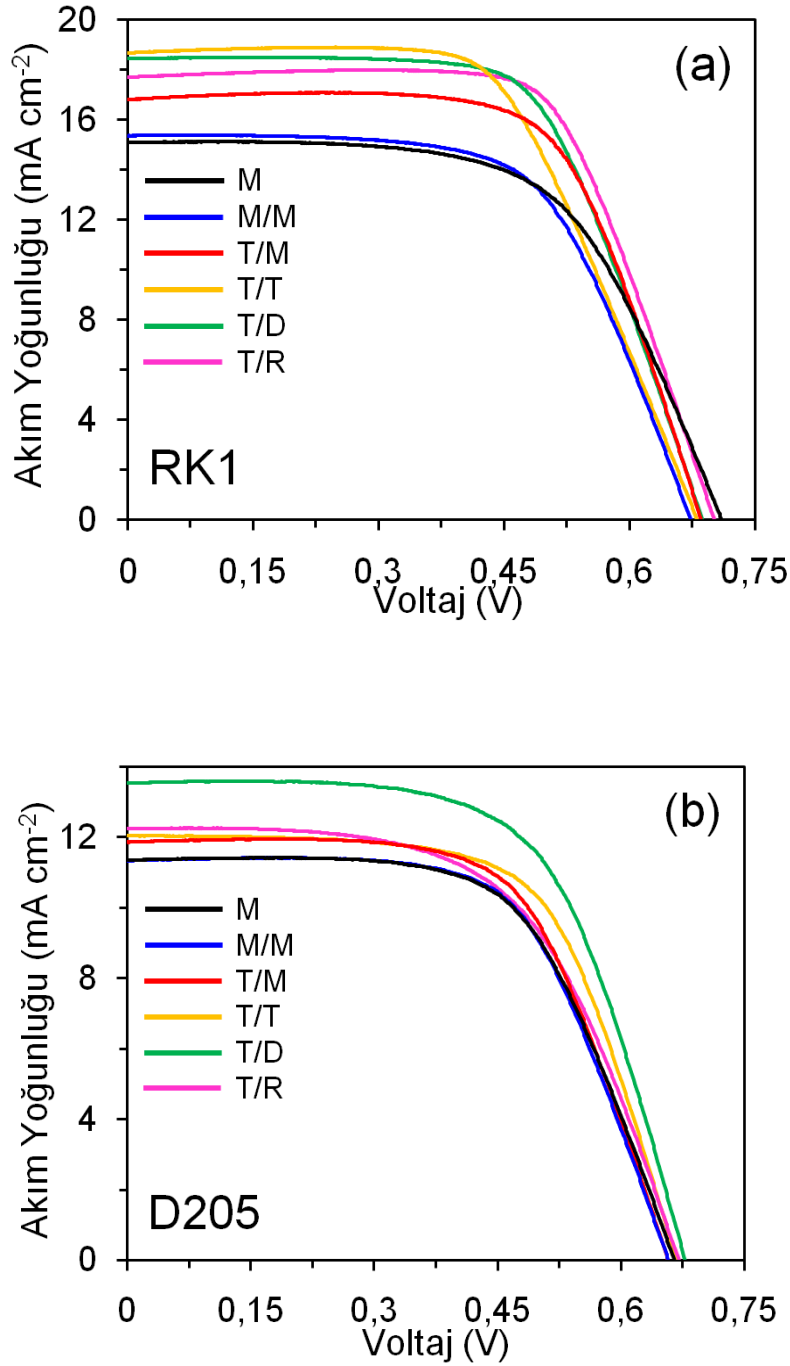 20
16
12
8
4
0
Akım Yoğunluğu (mA cm-2)
(a)
M
M/M
T/M
T/T
T/D
T/R
RK1
0 0,15 0,3 0,45 0,6 0,75
Voltaj (V)
12
8
4
0
Akım Yoğunluğu (mA cm-2)
(b)
M
M/M
T/M
T/T
T/D
T/R
D205
0 0,15 0,3 0,45 0,6 0,75
Voltaj (V)